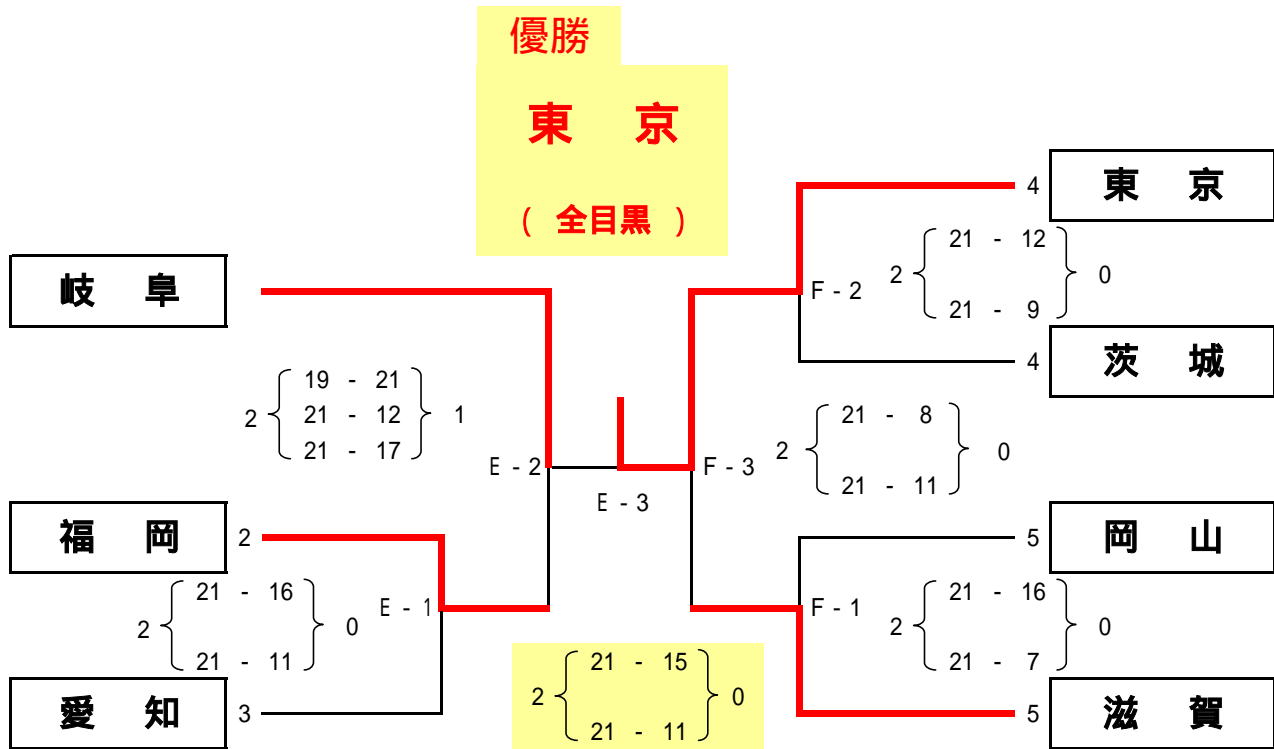 優勝
東 京
( 全目黒 )
4 東 京
21 - 12
2 0
21 - 9
F - 2
4 茨 城
岐 阜
19 - 21
2 21 - 12 1
21 - 17
E - 2
E - 3
F - 3
21 - 8
2 0
21 - 11
福 岡 2
21 - 16
2 0
21 - 11
E - 1
愛 知 3
21 - 15
2 0
21 - 11
5 岡 山
F - 1
21 - 16
2 0
21 - 7
5 滋 賀